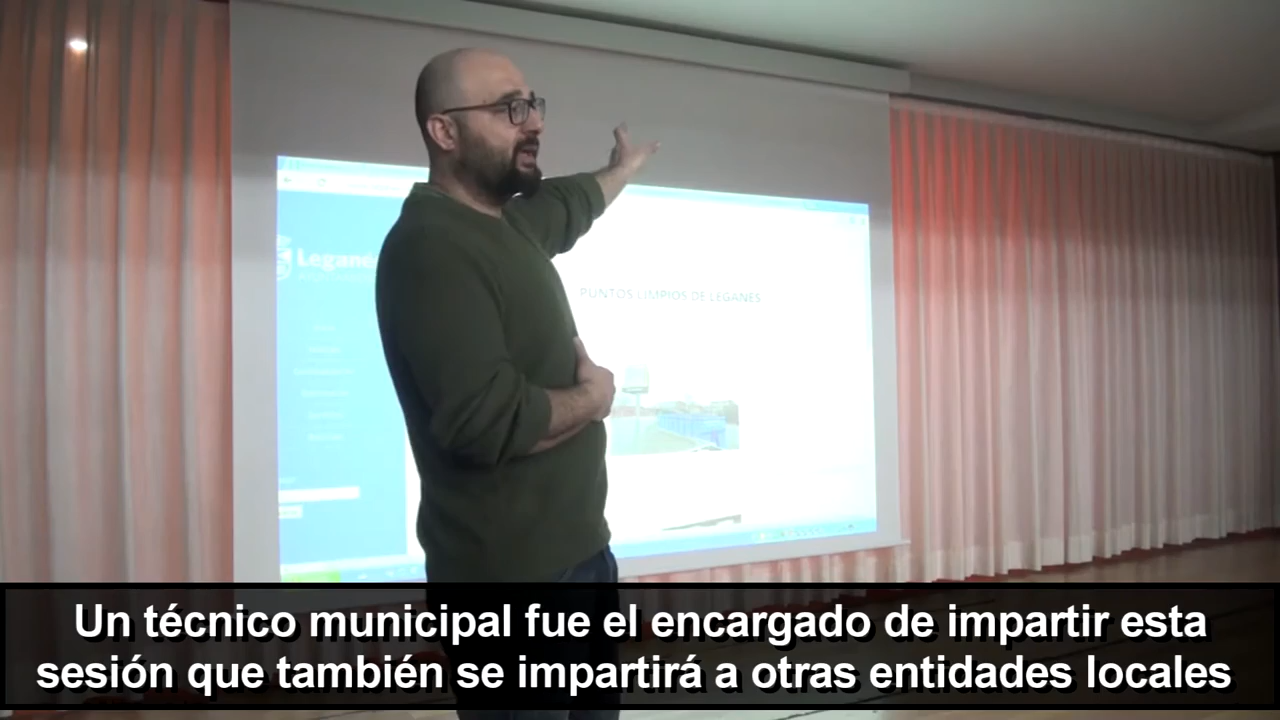 Leganés
PUNTOS LIMPIOS DE LEGANES
Un técnico municipal fue el encargado de impartir esta
sesión que también se impartirá a otras entidades locales